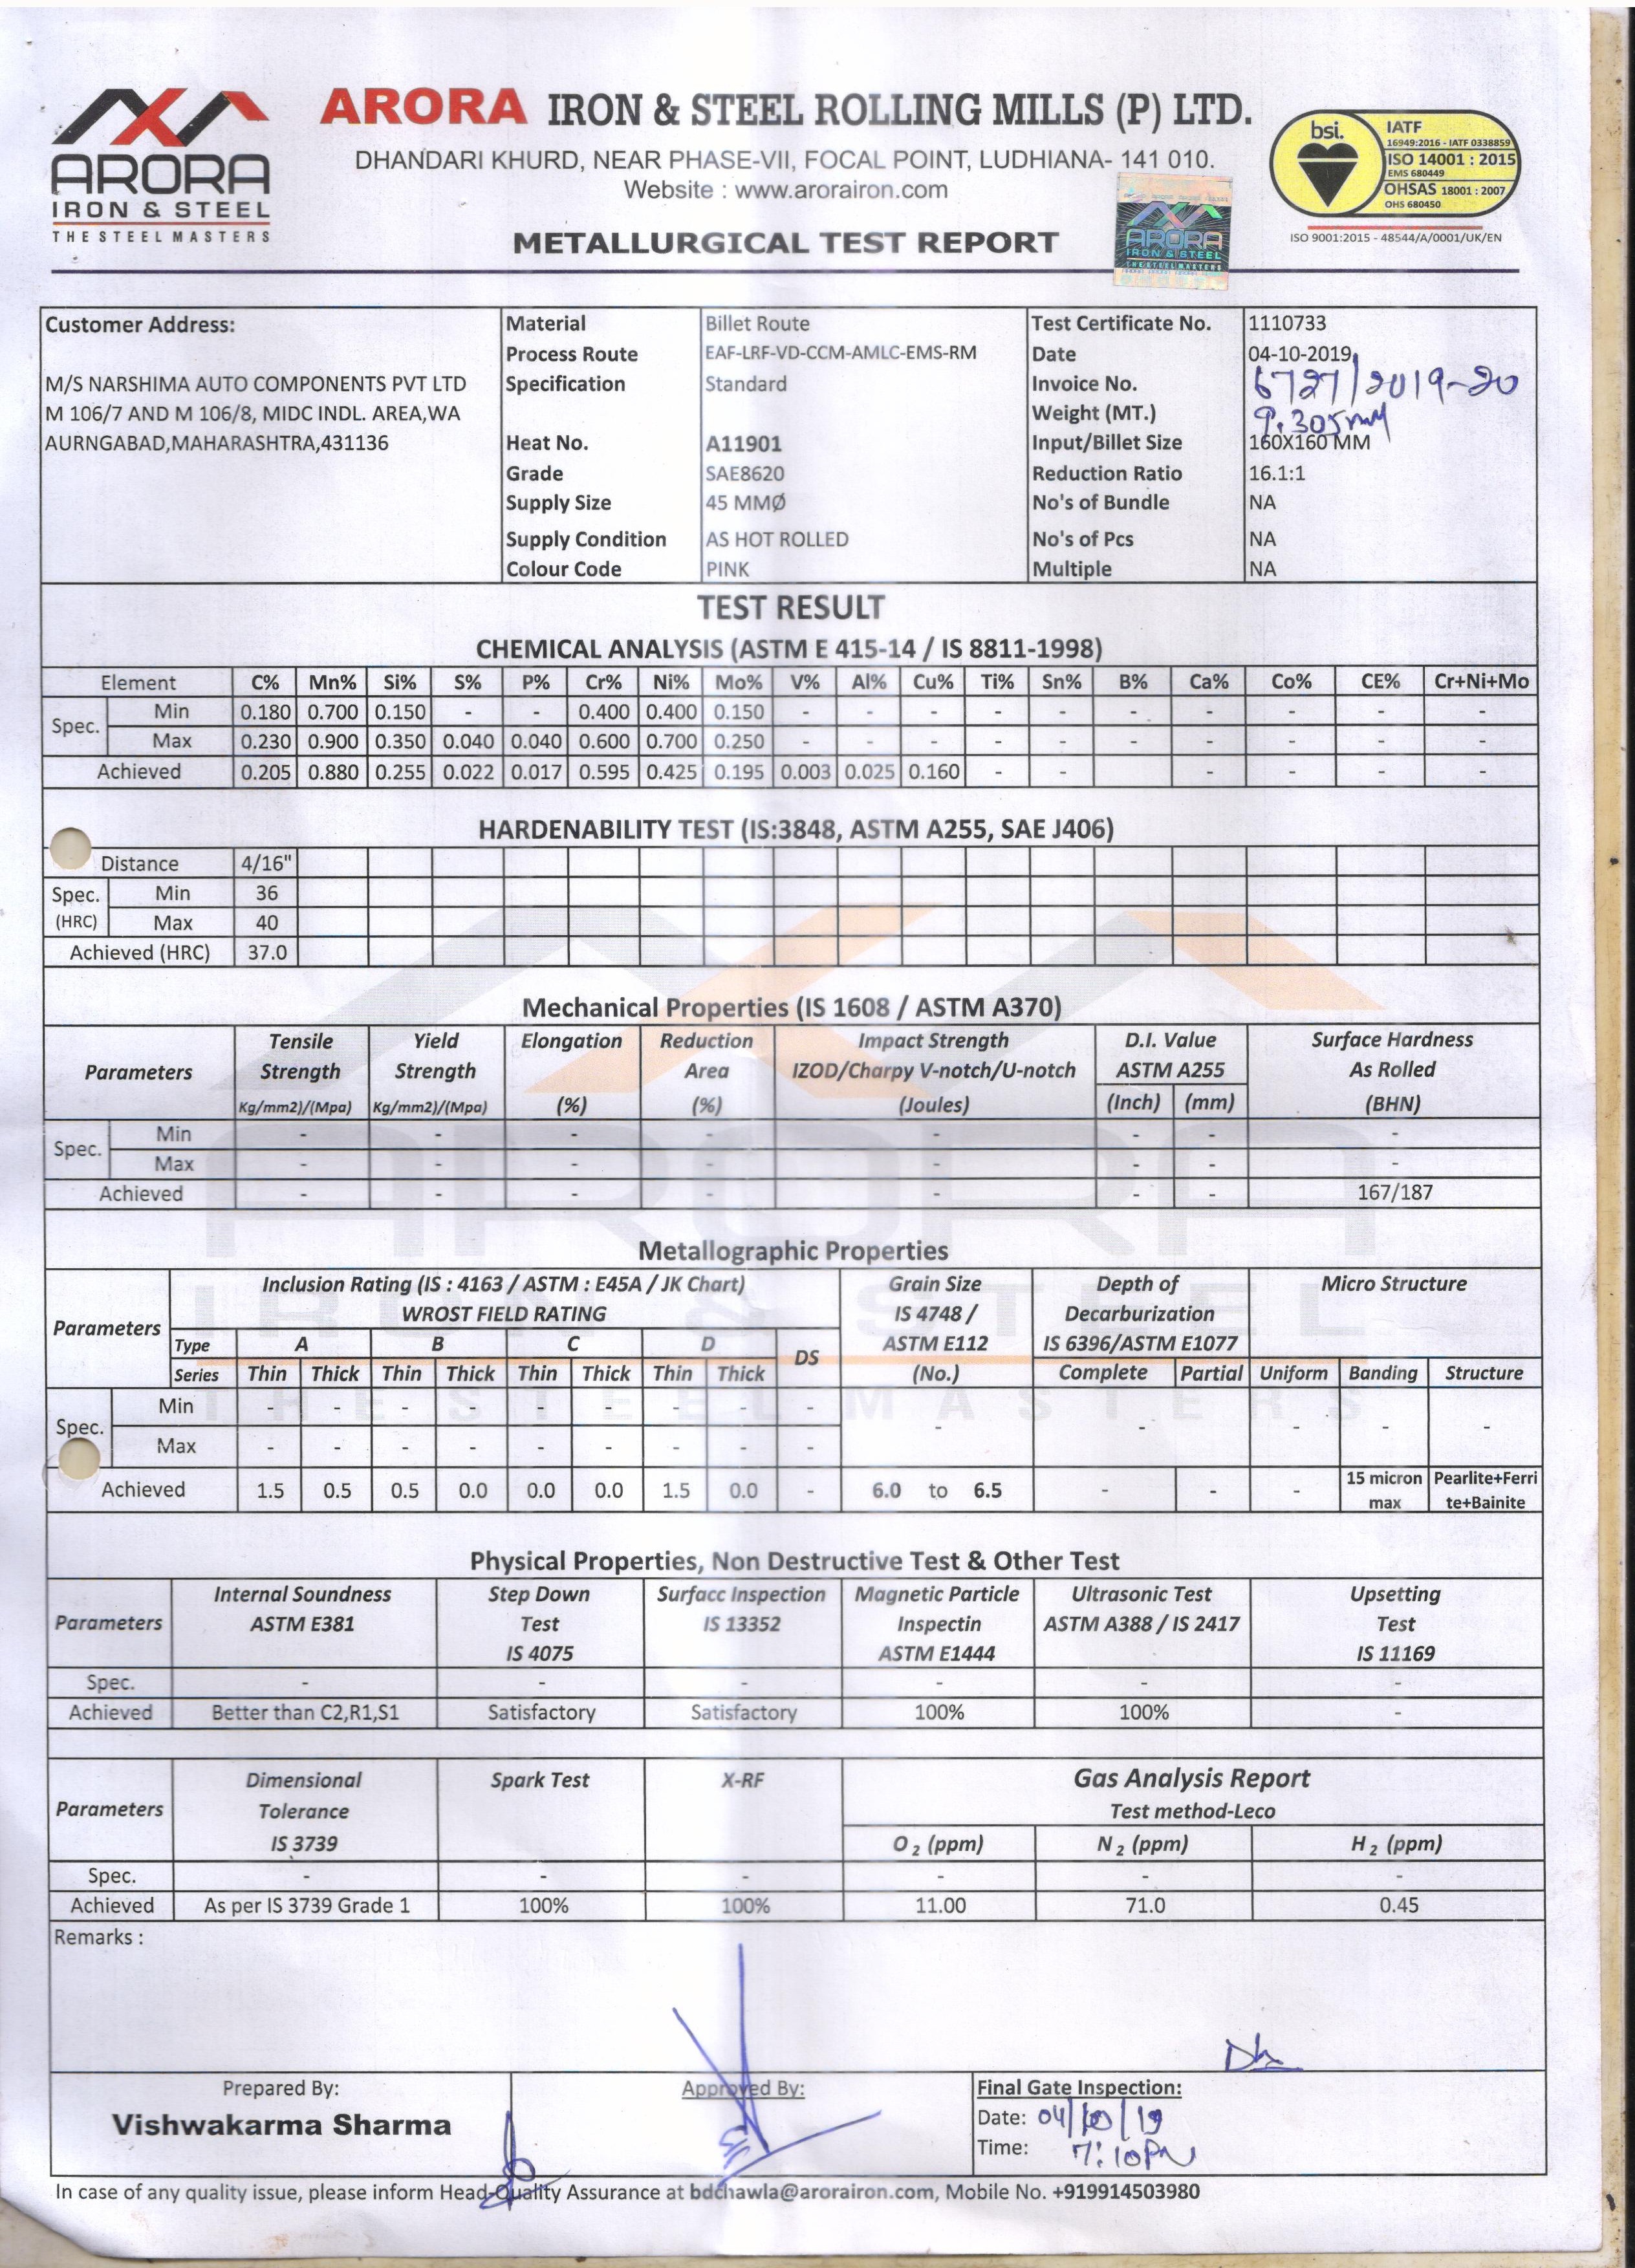 ARORA IRON & STEEL ROLLING MILLS (P) LTD.
DHANDARI KHURD, NEAR PHASE-VII, FOCAL POINT, LUDHIANA- 141 010.
Website : www.arorairon.com
METALLURGICAL TEST REPORT
ARORA
IRON & STEEL
THE STEEL MASTERS
ARORA
IRON & STEEL
THE STEEL MASTERS
bsi.
IATF
16949:2016 - IATF 0338859
ISO 14001 : 2015
EMS 680449
OHSAS 18001 : 2007
OHS 680450
ISO 9001:2015 - 48544/A/0001/UK/EN
Customer Address:
M/S NARSHIMA AUTO COMPONENTS PVT LTD
M 106/7 AND M 106/8, MIDC INDL. AREA,WA
AURNGABAD,MAHARASHTRA,431136
Material Billet Route
Process Route EAF-LRF-VD-CCM-AMLC-EMS-RM
Specification Standard
Heat No. A11901
Grade SAE8620
Supply Size 45 MMØ
Supply Condition AS HOT ROLLED
Colour Code PINK
Test Certificate No. 1110733
Date 04-10-2019
Invoice No. 6727/2019-20
Weight (MT.) 9.305
Input/Billet Size 160X160 MM
Reduction Ratio 16.1:1
No's of Bundle NA
No's of Pcs NA
Multiple NA
TEST RESULT
CHEMICAL ANALYSIS (ASTM E 415-14 / IS 8811-1998)
Element C% Mn% Si% S% P% Cr% Ni% Mo% V% Al% Cu% Ti% Sn% B% Ca% Co% CE% Cr+Ni+Mo
Spec.
Min 0.180 0.700 0.150 - - 0.400 0.400 0.150 - - - - - - - - - -
Max 0.230 0.900 0.350 0.040 0.040 0.600 0.700 0.250 - - - - - - - - - -
Achieved 0.205 0.880 0.255 0.022 0.017 0.595 0.425 0.195 0.003 0.025 0.160 - - - - - -
HARDENABILITY TEST (IS:3848, ASTM A255, SAE J406)
Distance 4/16"
Spec. Min 36
(HRC) Max 40
Achieved (HRC) 37.0
Mechanical Properties (IS 1608 / ASTM A370)
Parameters
Tensile Strength Kg/mm2)/(Mpa)
Yield Strength Kg/mm2)/(Mpa)
Elongation (%)
Reduction Area (%)
Impact Strength IZOD/Charpy V-notch/U-notch (Joules)
D.I. Value ASTM A255 (Inch) (mm)
Surface Hardness As Rolled (BHN)
Spec.
Min - - - - - - - -
Max - - - - - - - -
Achieved - - - - - - - 167/187
Metallographic Properties
Parameters
Inclusion Rating (IS : 4163 / ASTM : E45A / JK Chart)
WROST FIELD RATING
Type A B C D DS
Series Thin Thick Thin Thick Thin Thick Thin Thick
Grain Size IS 4748 / ASTM E112 (No.)
Depth of Decarburization IS 6396/ASTM E1077
Complete Partial
Micro Structure
Uniform Banding Structure
Spec.
Min - - - - - - - - -
Max - - - - - - - - -
- - - - -
Achieved 1.5 0.5 0.5 0.0 0.0 0.0 1.5 0.0 - 6.0 to 6.5 - - - 15 micron max Pearlite+Ferrite+Bainite
Physical Properties, Non Destructive Test & Other Test
Parameters
Internal Soundness ASTM E381
Step Down Test IS 4075
Surfacc Inspection IS 13352
Magnetic Particle Inspectin ASTM E1444
Ultrasonic Test ASTM A388 / IS 2417
Upsetting Test IS 11169
Spec. - - - - - -
Achieved Better than C2,R1,S1 Satisfactory Satisfactory 100% 100% -
Parameters
Dimensional Tolerance IS 3739
Spark Test
X-RF
Gas Analysis Report
Test method-Leco
O2 (ppm) N2 (ppm) H2 (ppm)
Spec. - - - - - -
Achieved As per IS 3739 Grade 1 100% 100% 11.00 71.0 0.45
Remarks :
Prepared By:
Vishwakarma Sharma
Approved By:
Final Gate Inspection:
Date: 04/10/19
Time: 7:10PM
In case of any quality issue, please inform Head-Quality Assurance at bdchawla@arorairon.com, Mobile No. +919914503980